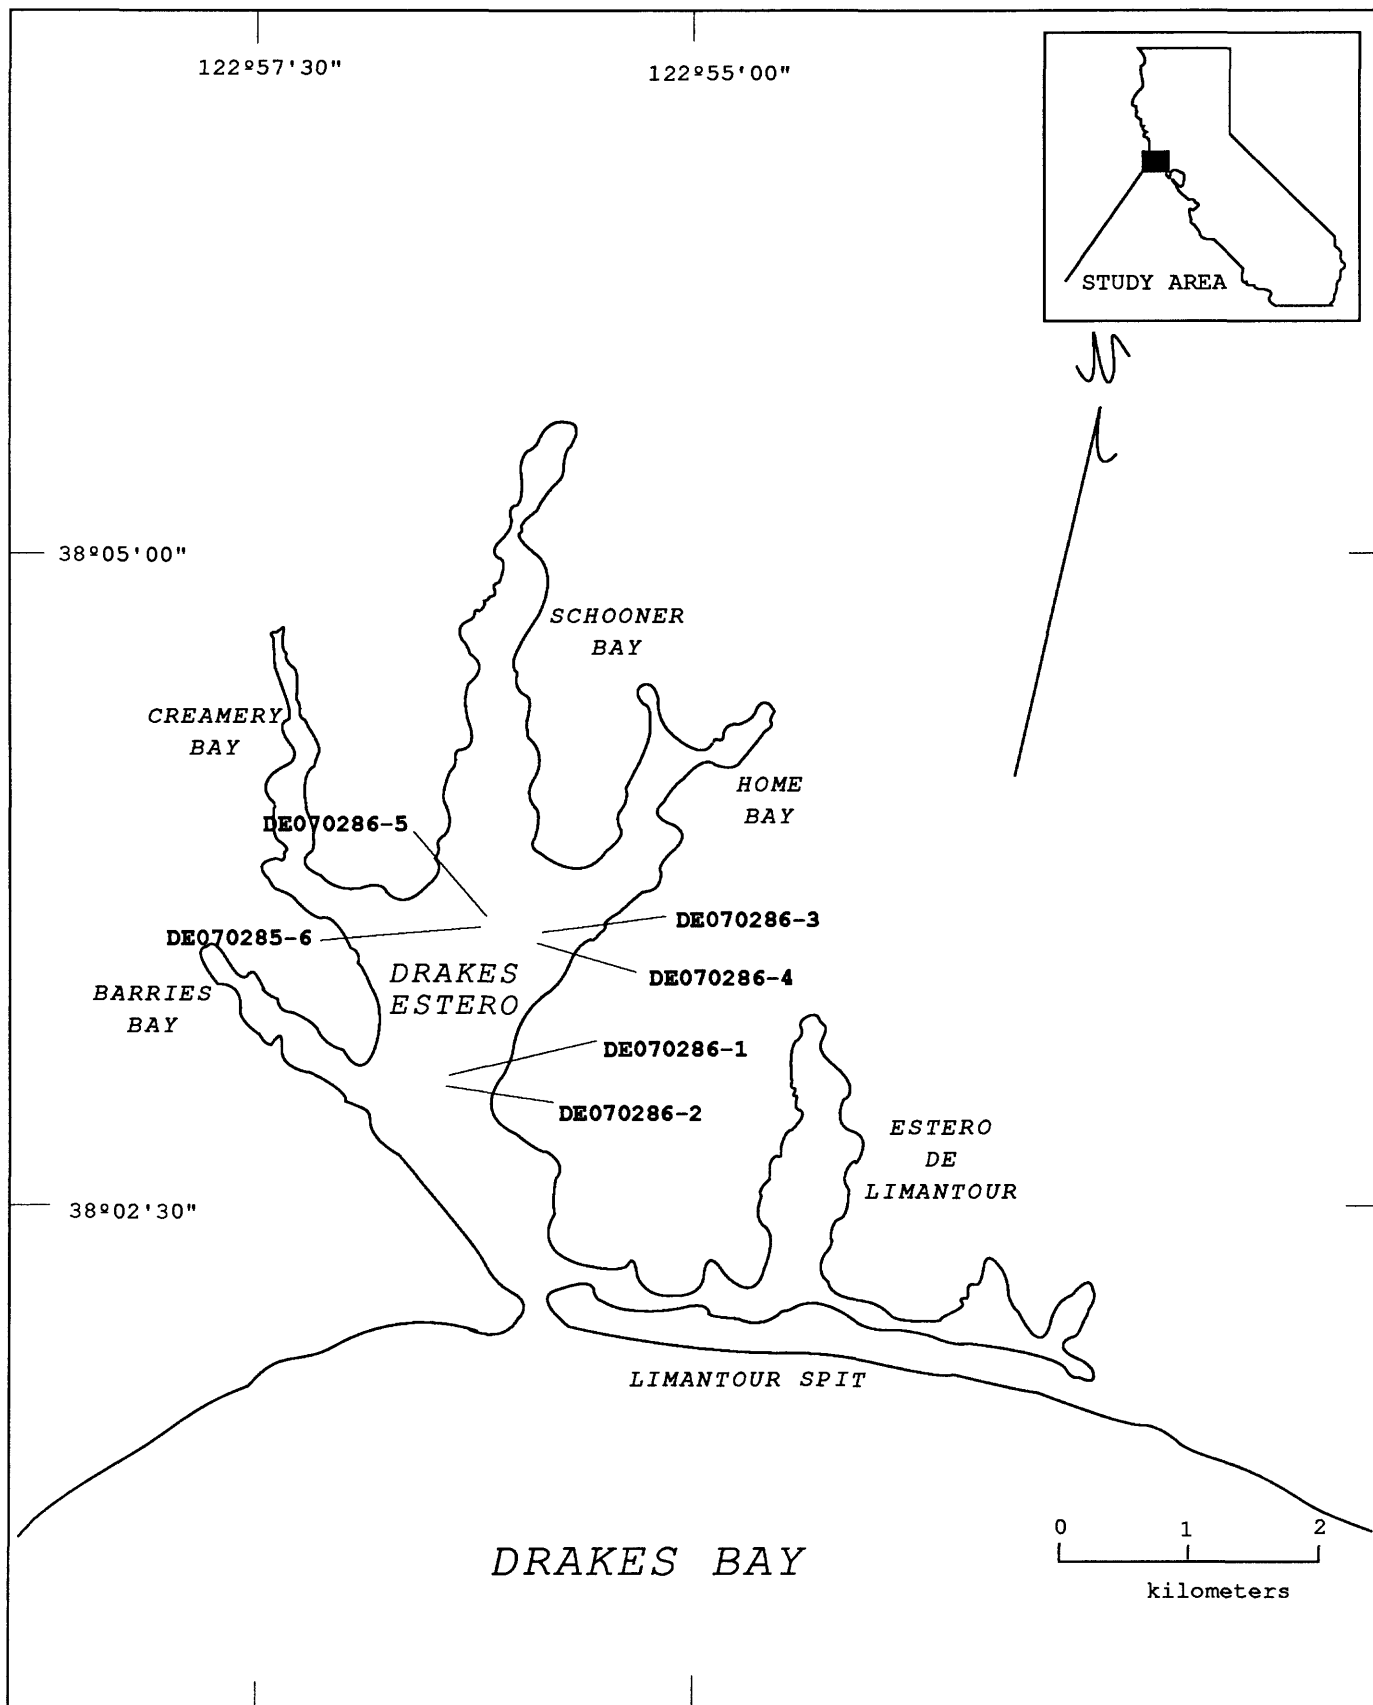 122º57'30"
122º55'00"
STUDY AREA
N
38º05'00"
SCHOONER
BAY
CREAMERY
BAY
HOME
BAY
DE070286-5
DE070286-3
DE070285-6
DRAKES
ESTERO
DE070286-4
BARRIES
BAY
DE070286-1
DE070286-2
ESTERO
DE
LIMANTOUR
38º02'30"
LIMANTOUR SPIT
DRAKES BAY
0 1 2
kilometers